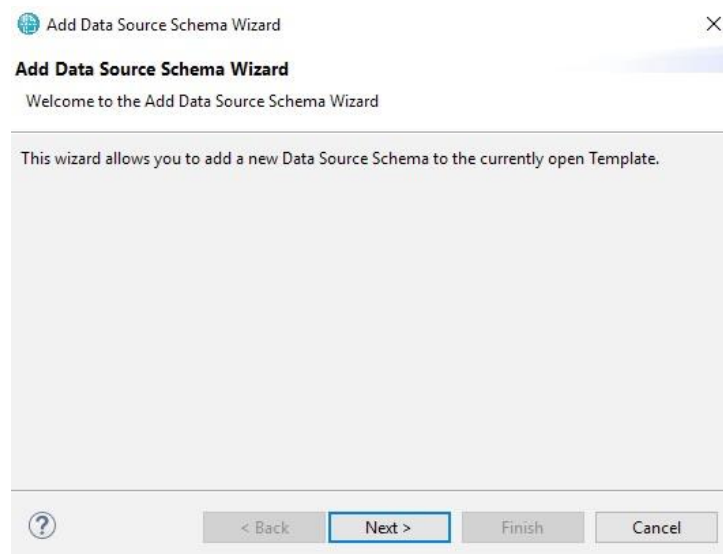 Add Data Source Schema Wizard
Add Data Source Schema Wizard
Welcome to the Add Data Source Schema Wizard
This wizard allows you to add a new Data Source Schema to the currently open Template.
?
< Back Next > Finish Cancel